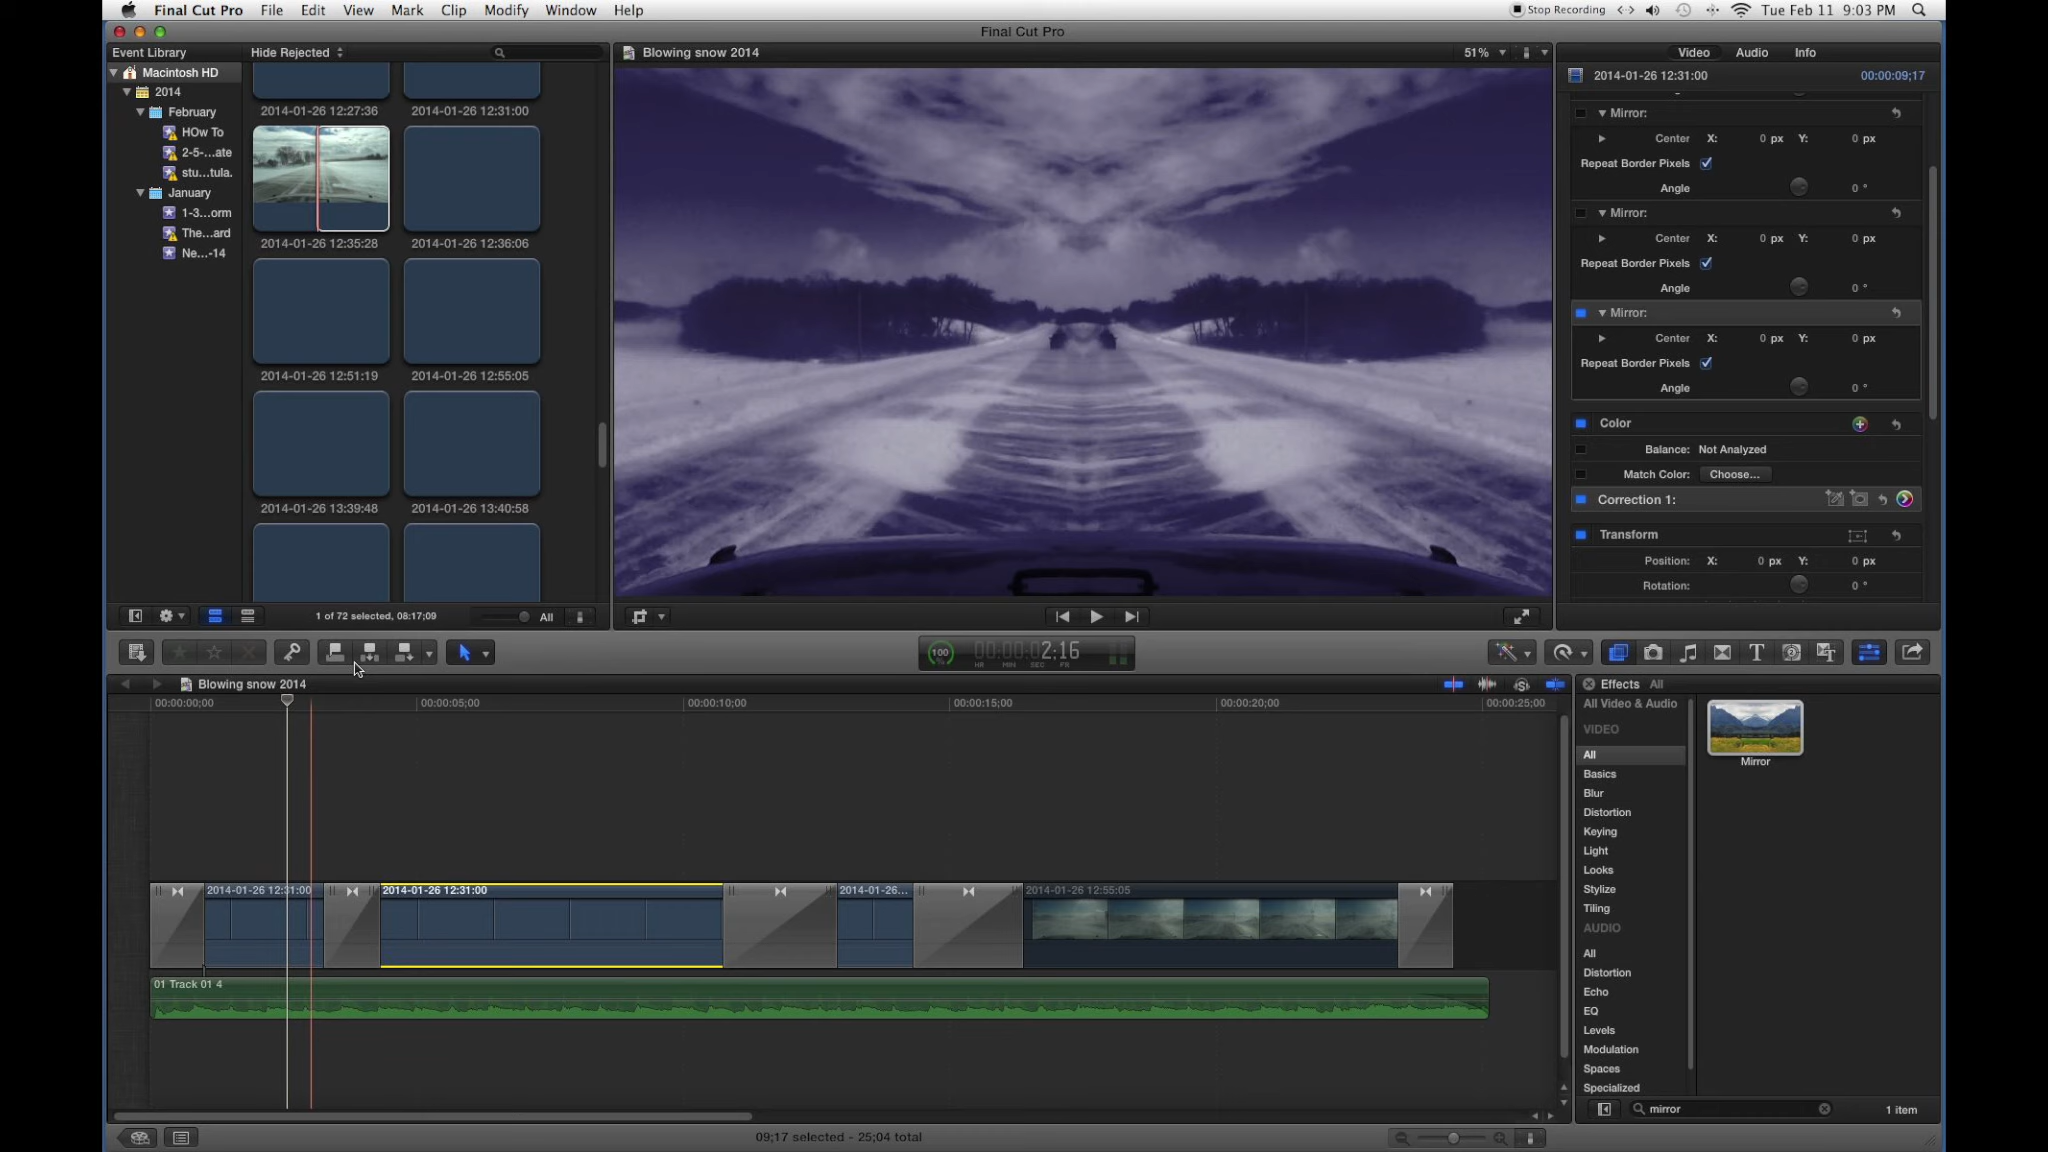 Final Cut Pro File Edit View Mark Clip Modify Window Help
Stop Recording Tue Feb 11 9:03 PM
Final Cut Pro
Event Library Hide Rejected
Macintosh HD
2014
February
HOw To
2-5-...ate
stu...tula.
January
1-3...orm
The...ard
Ne...-14
2014-01-26 12:27:36 2014-01-26 12:31:00
2014-01-26 12:35:28 2014-01-26 12:36:06
2014-01-26 12:51:19 2014-01-26 12:55:05
2014-01-26 13:39:48 2014-01-26 13:40:58
1 of 72 selected, 08:17;09 All
Blowing snow 2014 51%
Video Audio Info
2014-01-26 12:31:00 00:00:09;17
Mirror:
Center X: 0 px Y: 0 px
Repeat Border Pixels
Angle 0 °
Mirror:
Center X: 0 px Y: 0 px
Repeat Border Pixels
Angle 0 °
Mirror:
Center X: 0 px Y: 0 px
Repeat Border Pixels
Angle 0 °
Color
Balance: Not Analyzed
Match Color: Choose...
Correction 1:
Transform
Position: X: 0 px Y: 0 px
Rotation: 0 °
100 00:00:02;16
HR MIN SEC FR
Blowing snow 2014
00:00:00;00 00:00:05;00 00:00:10;00 00:00:15;00 00:00:20;00 00:00:25;00
2014-01-26 12:31:00 2014-01-26 12:31:00 2014-01-26... 2014-01-26 12:55:05
01 Track 01 4
09;17 selected - 25;04 total
Effects All
All Video & Audio
VIDEO
All
Basics
Blur
Distortion
Keying
Light
Looks
Stylize
Tiling
AUDIO
All
Distortion
Echo
EQ
Levels
Modulation
Spaces
Specialized
Mirror
mirror 1 item